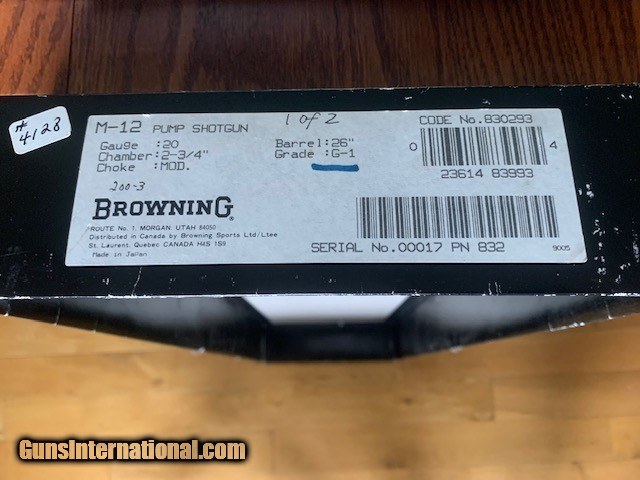 #4128
1 of 2
M-12 PUMP SHOTGUN
Gauge :20
Chamber:2-3/4"
Choke :MOD.
Barrel:26"
Grade :G-1
CODE No.830293
0 4
23614 83993
200-3
BROWNING®
ROUTE No. 1, MORGAN, UTAH 84050
Distributed in Canada by Browning Sports Ltd/Ltee
St. Laurent, Quebec CANADA H4S 1S9
Made in Japan
SERIAL No.00017 PN 832
9005
GunsInternational.com